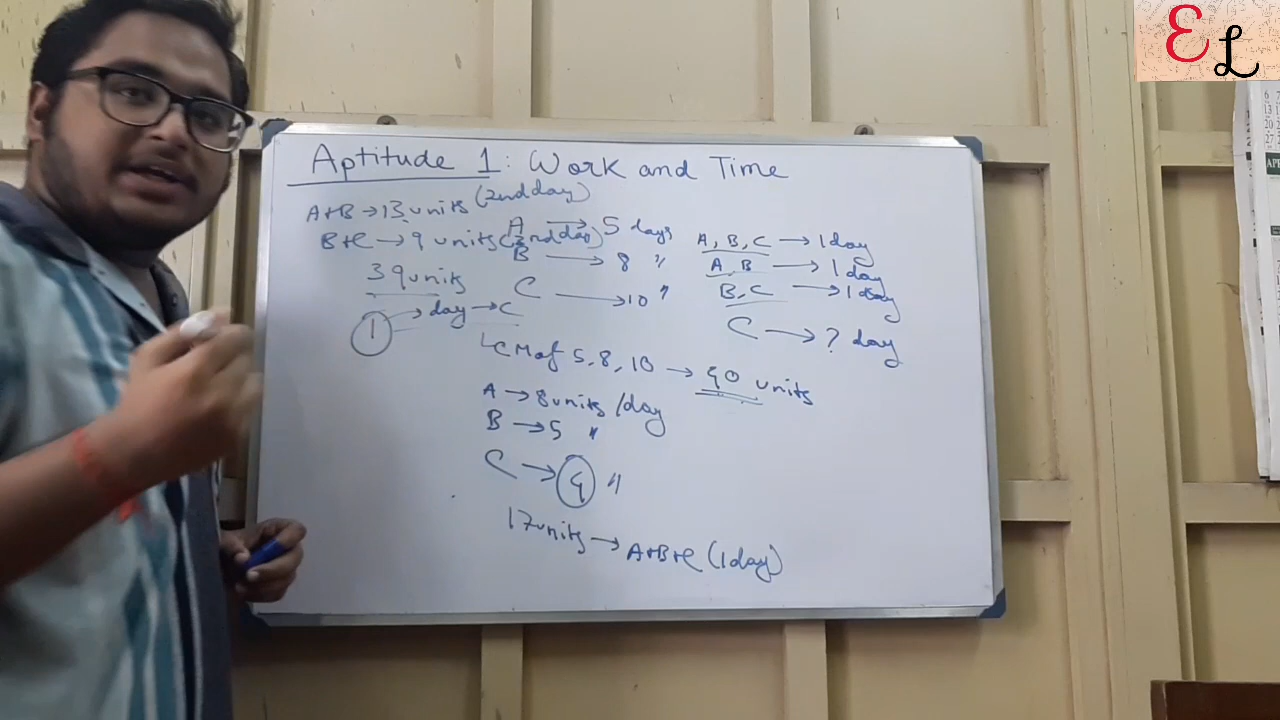 EL
Aptitude 1: Work and Time
A+B → 13 units (2nd day)
B+C → 9 units (3rd day)
39 units
1 → day → C
A → 5 days
B → 8 "
C → 10 "
A, B, C → 1 day
A, B → 1 day
B, C → 1 day
C → ? day
LCM of 5, 8, 10 → 40 units
A → 8 units /day
B → 5 "
C → 4 "
17 units → A+B+C (1 day)